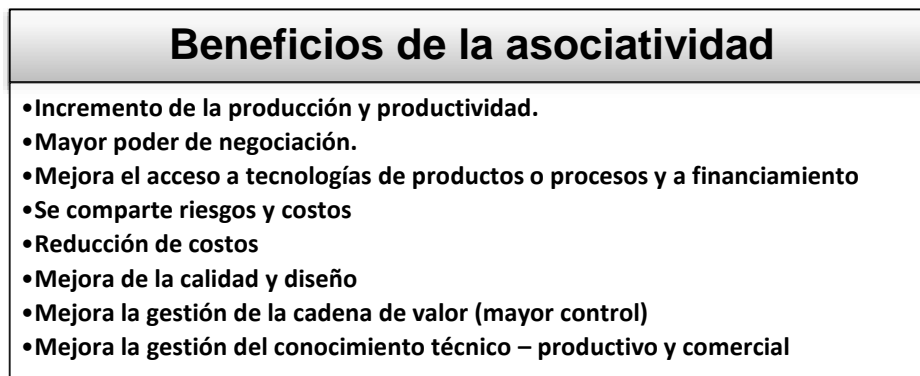 Beneficios de la asociatividad
•Incremento de la producción y productividad.
•Mayor poder de negociación.
•Mejora el acceso a tecnologías de productos o procesos y a financiamiento
•Se comparte riesgos y costos
•Reducción de costos
•Mejora de la calidad y diseño
•Mejora la gestión de la cadena de valor (mayor control)
•Mejora la gestión del conocimiento técnico – productivo y comercial